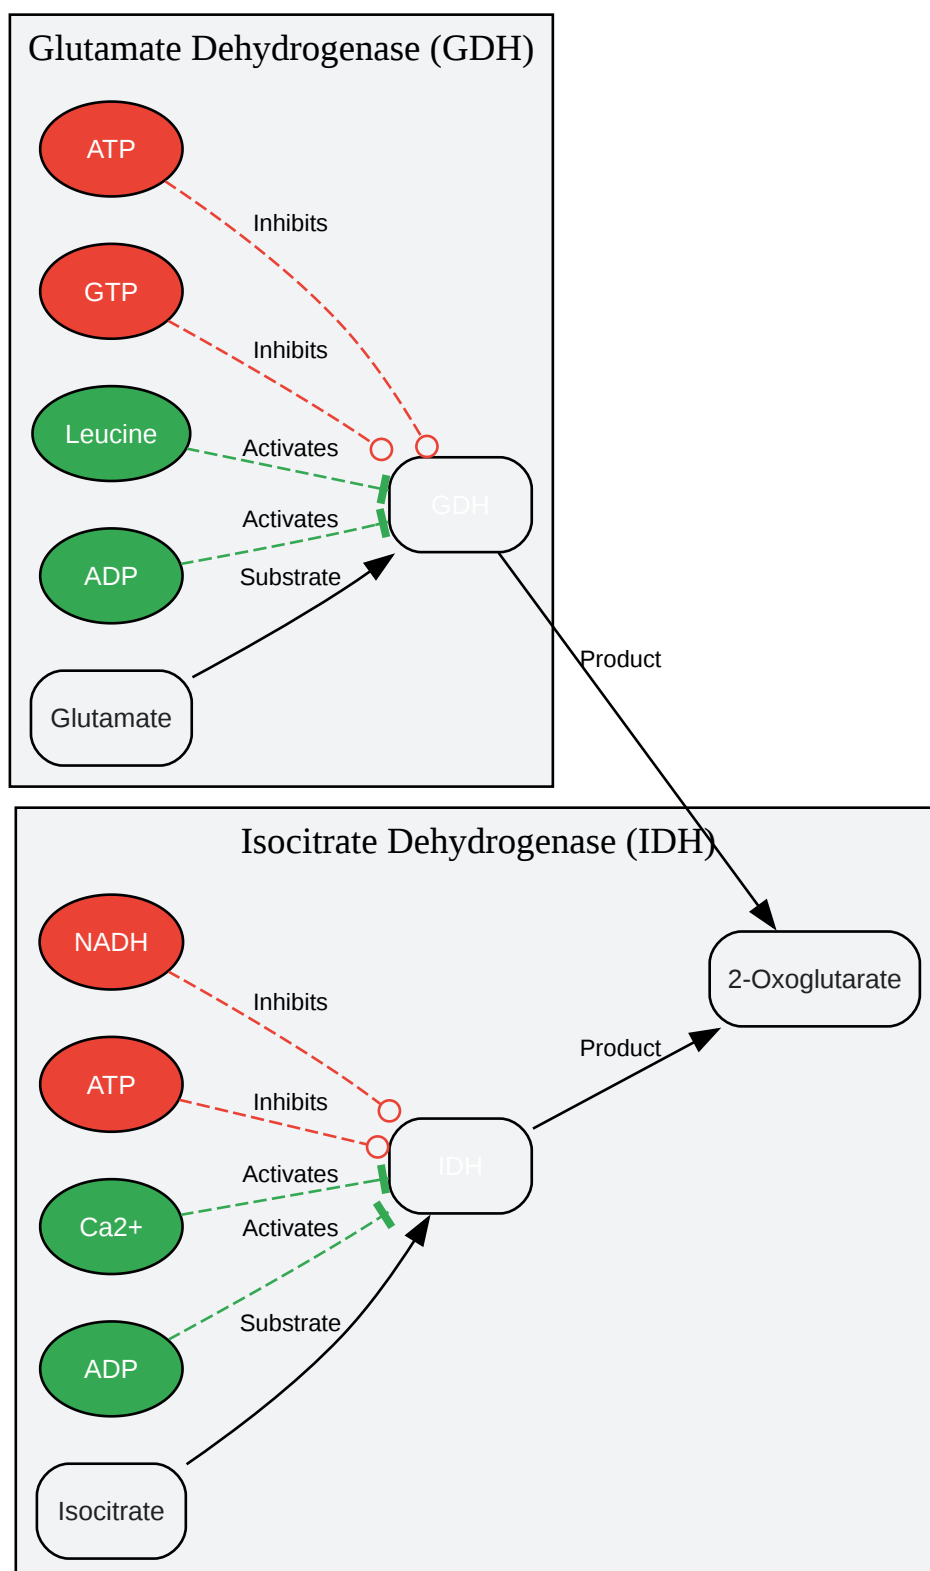 Glutamate Dehydrogenase (GDH)
ATP
Inhibits
GTP
Inhibits
Leucine
Activates
GDH
Activates
ADP
Substrate
Product
Glutamate
Isocitrate Dehydrogenase (IDH)
NADH
Inhibits
2-Oxoglutarate
Product
ATP
Inhibits
IDH
Activates
Ca2+
Activates
Substrate
ADP
Isocitrate